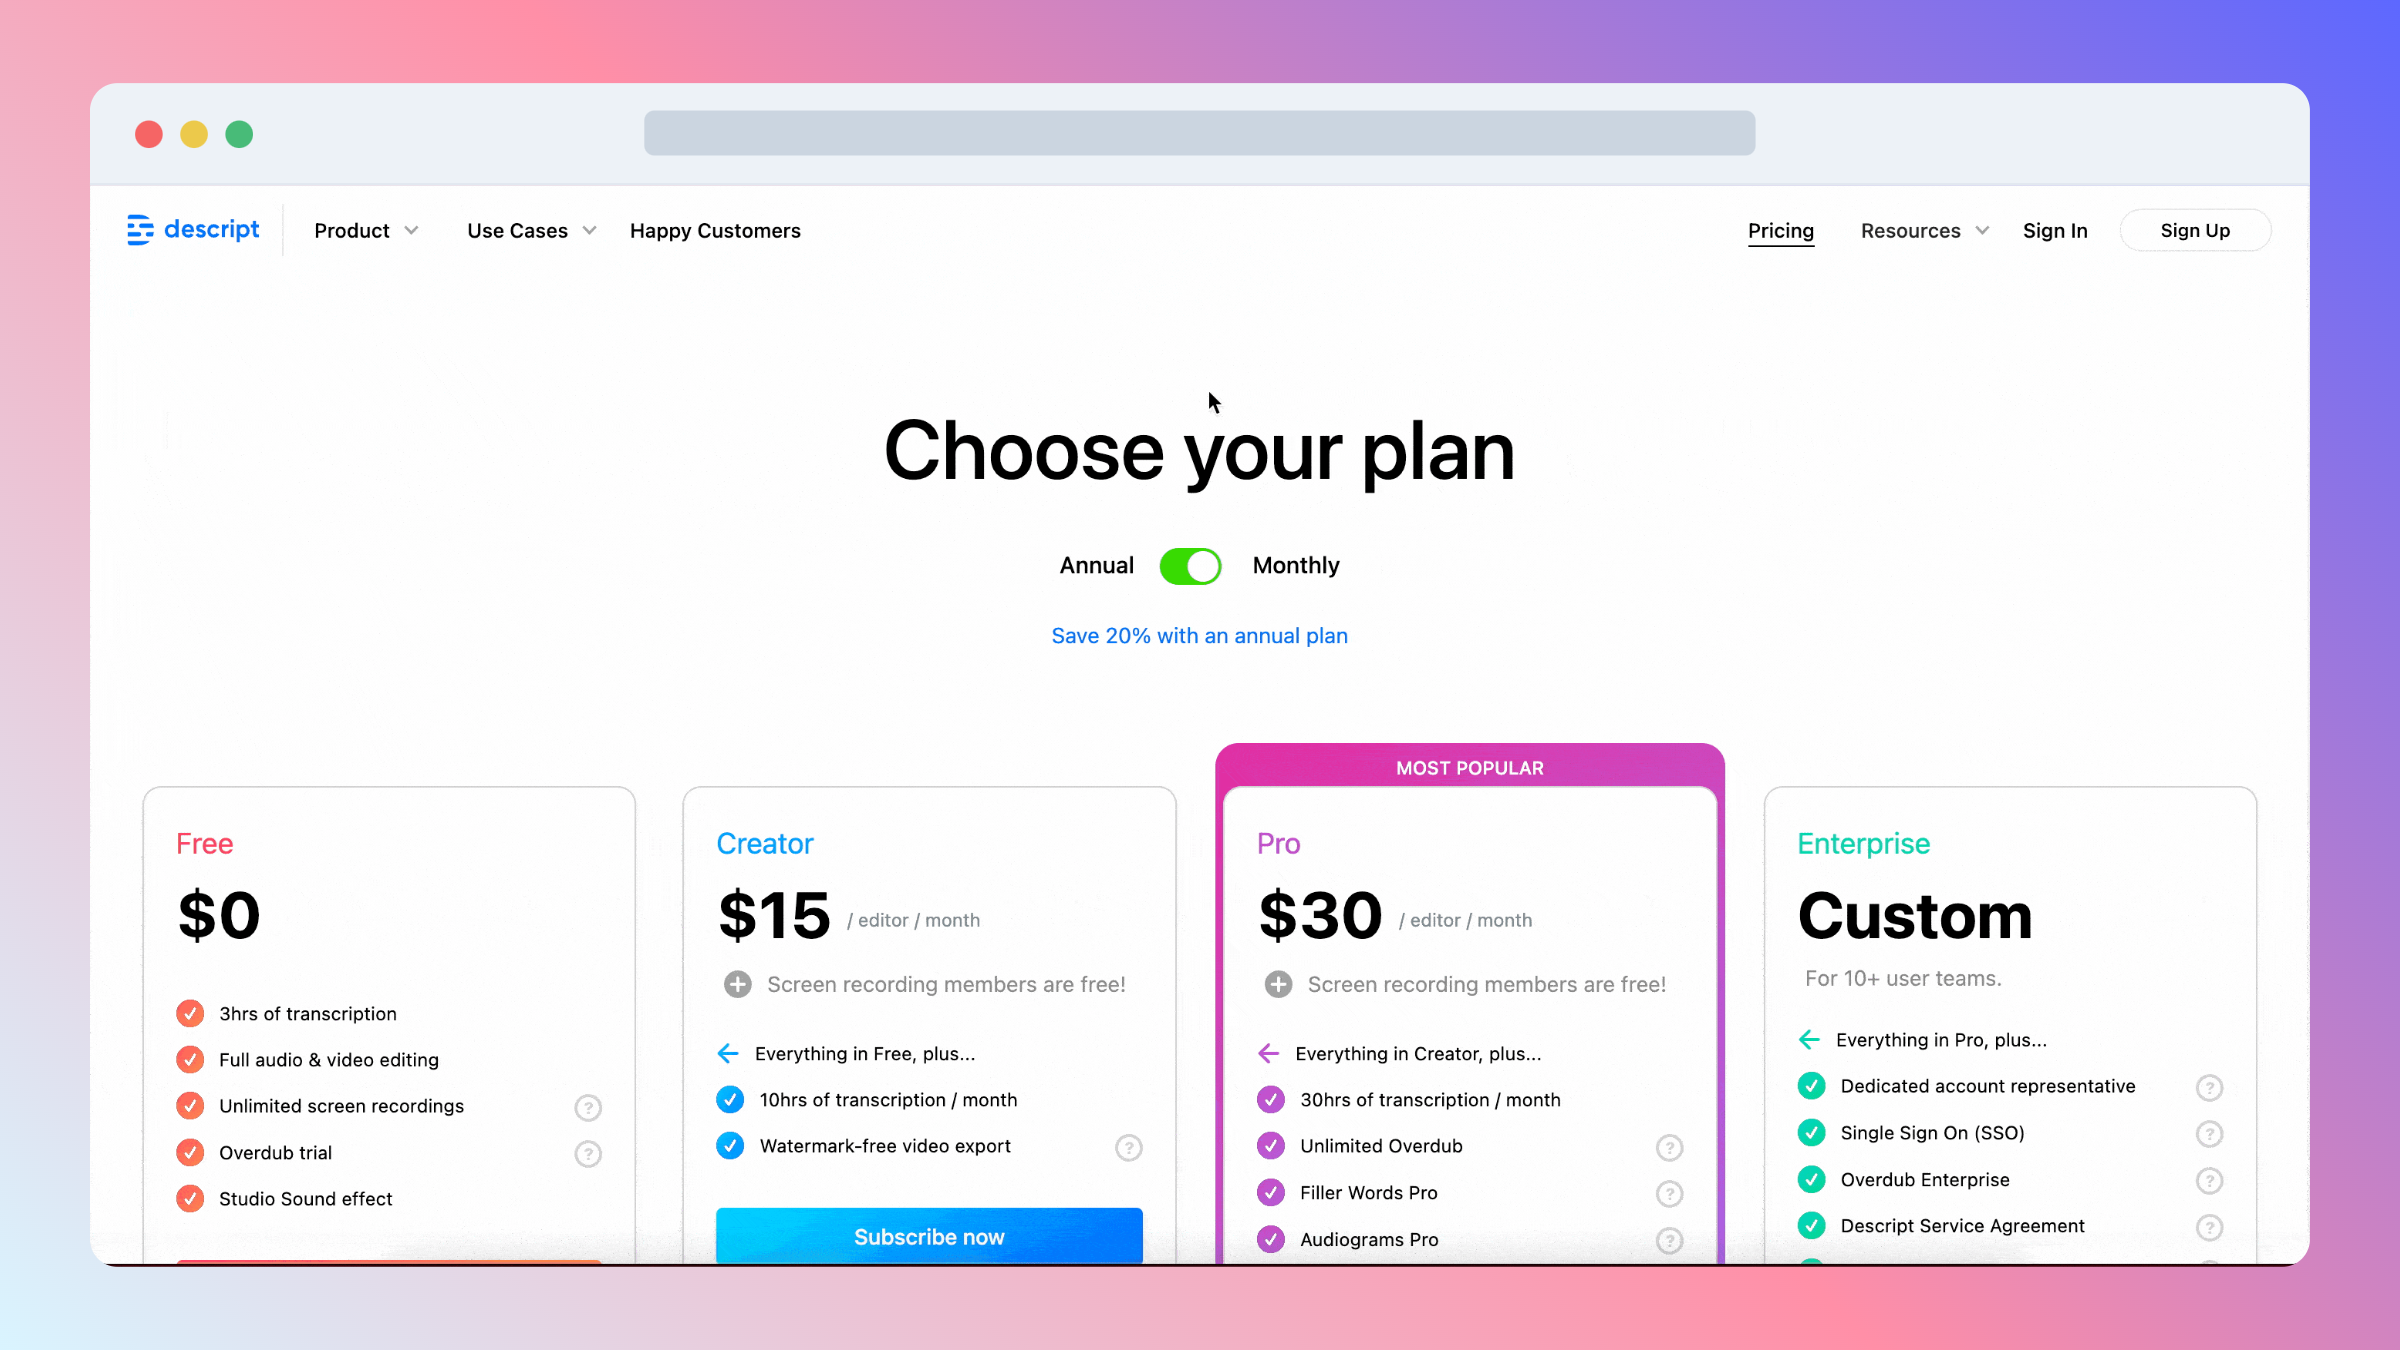 descript
Product
Use Cases
Happy Customers
Pricing
Resources
Sign In
Sign Up
Choose your plan
Annual
Monthly
Save 20% with an annual plan
Free
$0
3hrs of transcription
Full audio & video editing
Unlimited screen recordings
?
Overdub trial
?
Studio Sound effect
Creator
$15 / editor / month
Screen recording members are free!
Everything in Free, plus...
10hrs of transcription / month
Watermark-free video export
?
Subscribe now
MOST POPULAR
Pro
$30 / editor / month
Screen recording members are free!
Everything in Creator, plus...
30hrs of transcription / month
Unlimited Overdub
?
Filler Words Pro
?
Audiograms Pro
?
Enterprise
Custom
For 10+ user teams.
Everything in Pro, plus...
Dedicated account representative
?
Single Sign On (SSO)
?
Overdub Enterprise
?
Descript Service Agreement
?